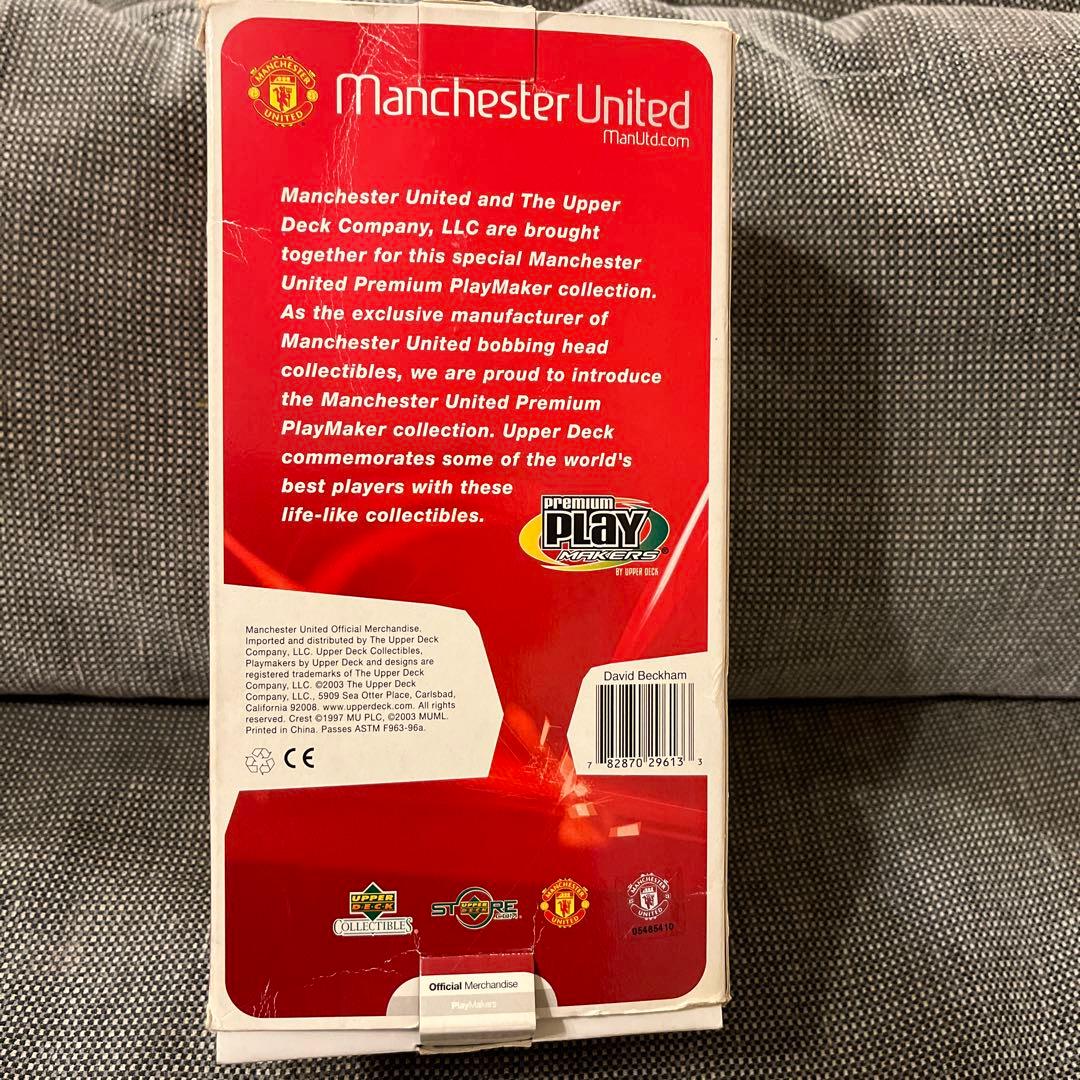 MANCHESTER
UNITED
Manchester United
ManUtd.com
Manchester United and The Upper
Deck Company, LLC are brought
together for this special Manchester
United Premium PlayMaker collection.
As the exclusive manufacturer of
Manchester United bobbing head
collectibles, we are proud to introduce
the Manchester United Premium
PlayMaker collection. Upper Deck
commemorates some of the world's
best players with these
life-like collectibles.
premium
PLaY
MAKERS®
BY UPPER DECK
Manchester United Official Merchandise.
Imported and distributed by The Upper Deck
Company, LLC. Upper Deck Collectibles,
Playmakers by Upper Deck and designs are
registered trademarks of The Upper Deck
Company, LLC. ©2003 The Upper Deck
Company, LLC., 5909 Sea Otter Place, Carlsbad,
California 92008. www.upperdeck.com. All rights
reserved. Crest ©1997 MU PLC, ©2003 MUML.
Printed in China. Passes ASTM F963-96a.
CE
David Beckham
7 82870 29613 3
UPPER
DECK
COLLECTIBLES
STORE
UPPER
DECK
MANCHESTER
UNITED
MANCHESTER
UNITED
05485410
Official Merchandise
PlayMakers